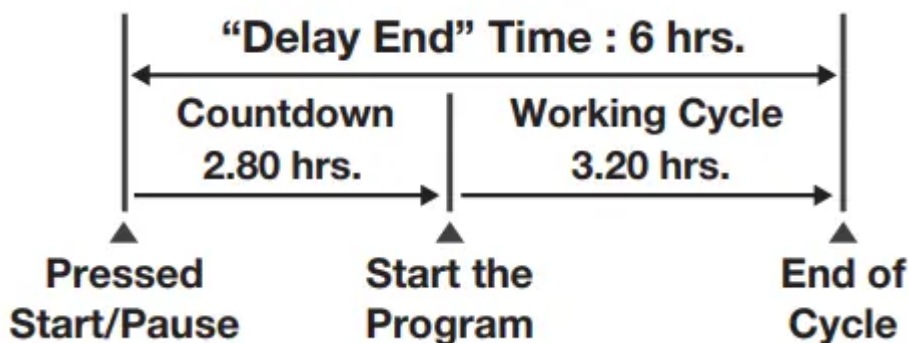 “Delay End” Time : 6 hrs.
Countdown
2.80 hrs.
Working Cycle
3.20 hrs.
Pressed
Start/Pause
Start the
Program
End of
Cycle